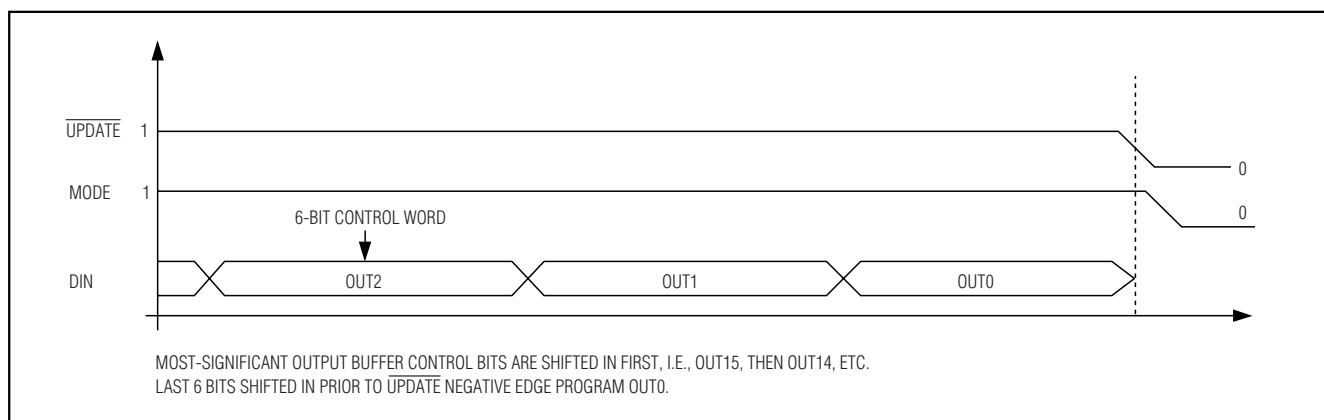 UPDATE 1
0
MODE 1
0
6-BIT CONTROL WORD
DIN OUT2 OUT1 OUT0
MOST-SIGNIFICANT OUTPUT BUFFER CONTROL BITS ARE SHIFTED IN FIRST, I.E., OUT15, THEN OUT14, ETC.
LAST 6 BITS SHIFTED IN PRIOR TO UPDATE NEGATIVE EDGE PROGRAM OUT0.